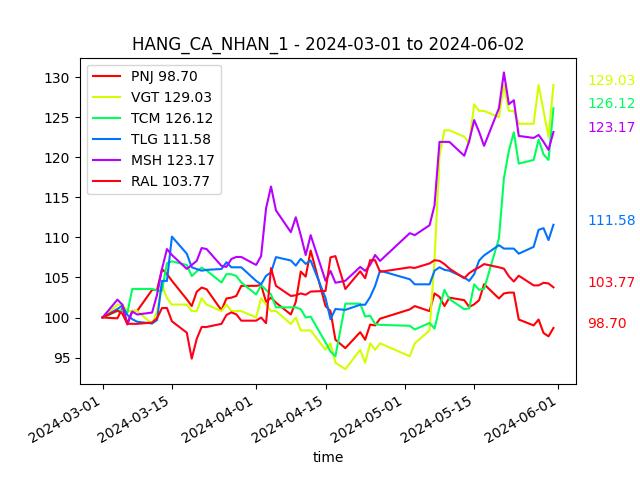 HANG_CA_NHAN_1 - 2024-03-01 to 2024-06-02
PNJ 98.70
VGT 129.03
TCM 126.12
TLG 111.58
MSH 123.17
RAL 103.77
130
125
120
115
110
105
100
95
129.03
126.12
123.17
111.58
103.77
98.70
2024-03-01
2024-03-15
2024-04-01
2024-04-15
2024-05-01
2024-05-15
2024-06-01
time